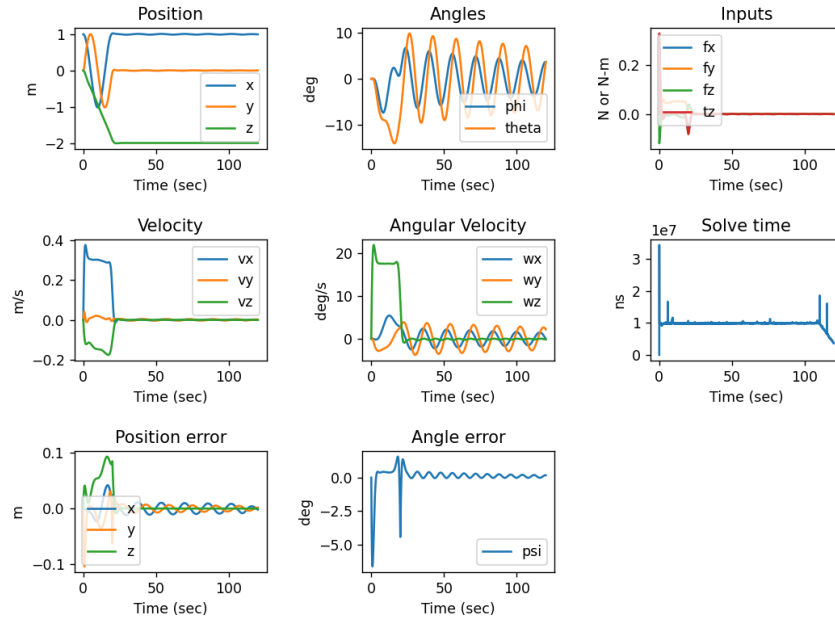 Position
Angles
Inputs
m
deg
N or N-m
1
0
−1
−2
x
y
z
10
0
−10
phi
theta
0.2
0.0
fx
fy
fz
tz
0
50
100
0
50
100
0
50
100
Time (sec)
Time (sec)
Time (sec)
Velocity
Angular Velocity
Solve time
1e7
m/s
deg/s
ns
0.4
0.2
0.0
−0.2
vx
vy
vz
20
10
0
wx
wy
wz
3
2
1
0
0
50
100
0
50
100
0
50
100
Time (sec)
Time (sec)
Time (sec)
Position error
Angle error
m
deg
0.1
0.0
−0.1
x
y
z
0.0
−2.5
−5.0
psi
0
50
100
0
50
100
Time (sec)
Time (sec)